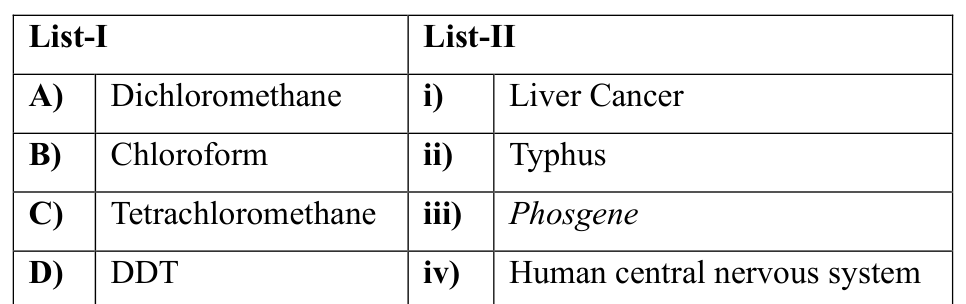 List-I List-II
A) Dichloromethane i) Liver Cancer
B) Chloroform ii) Typhus
C) Tetrachloromethane iii) Phosgene
D) DDT iv) Human central nervous system